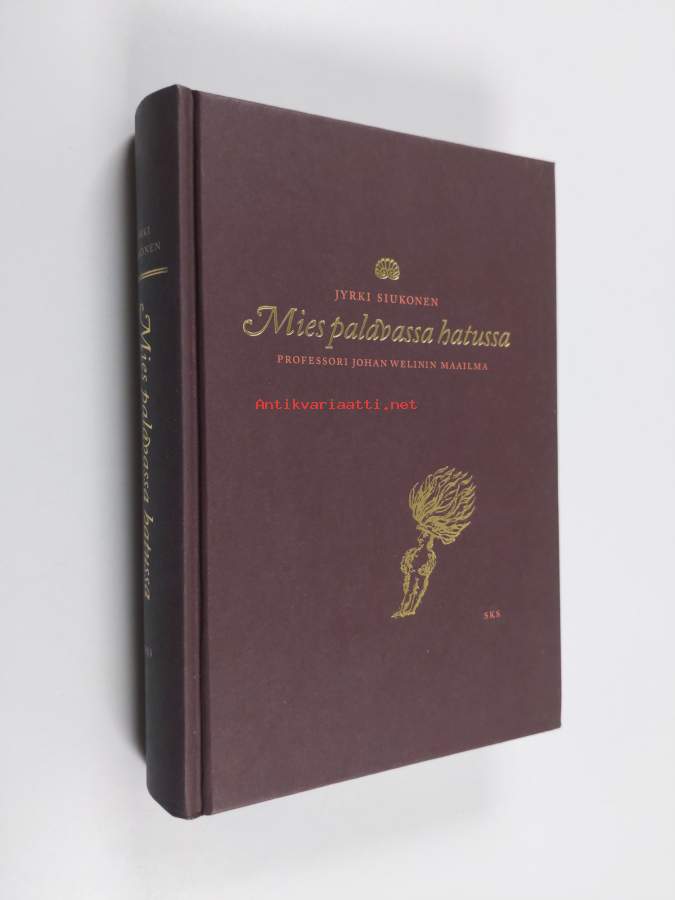 JYRKI SIUKONEN
Mies palavassa hatussa
PROFESSORI JOHAN WELININ MAAILMA
Antikvariaatti.net
SKS
Mies palavassa hatussa